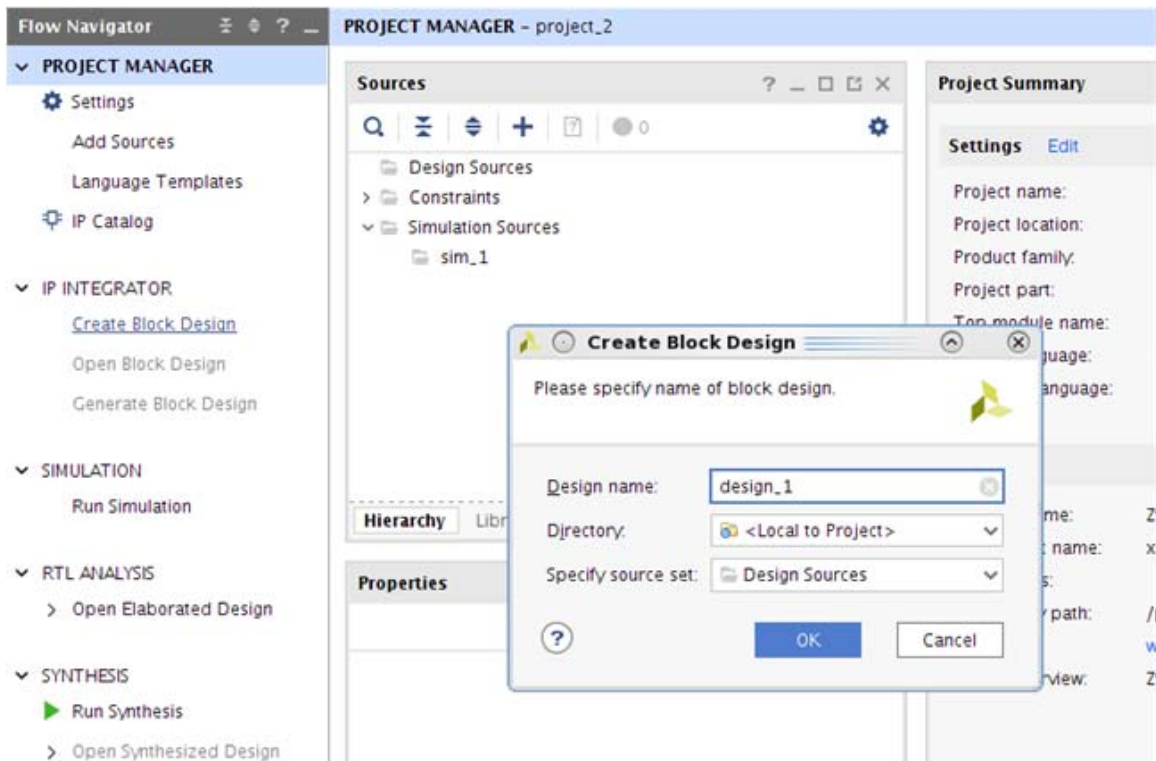 Flow Navigator ? _
PROJECT MANAGER - project_2
PROJECT MANAGER
Settings
Add Sources
Language Templates
IP Catalog
IP INTEGRATOR
Create Block Design
Open Block Design
Generate Block Design
SIMULATION
Run Simulation
RTL ANALYSIS
Open Elaborated Design
SYNTHESIS
Run Synthesis
Open Synthesized Design
Sources ? _
0
Design Sources
Constraints
Simulation Sources
sim_1
Hierarchy
Properties
Project Summary
Settings Edit
Project name:
Project location:
Product family:
Project part:
Top module name:
Create Block Design
Please specify name of block design.
Design name: design_1
Directory: <Local to Project>
Specify source set: Design Sources
? OK Cancel
name:
path: